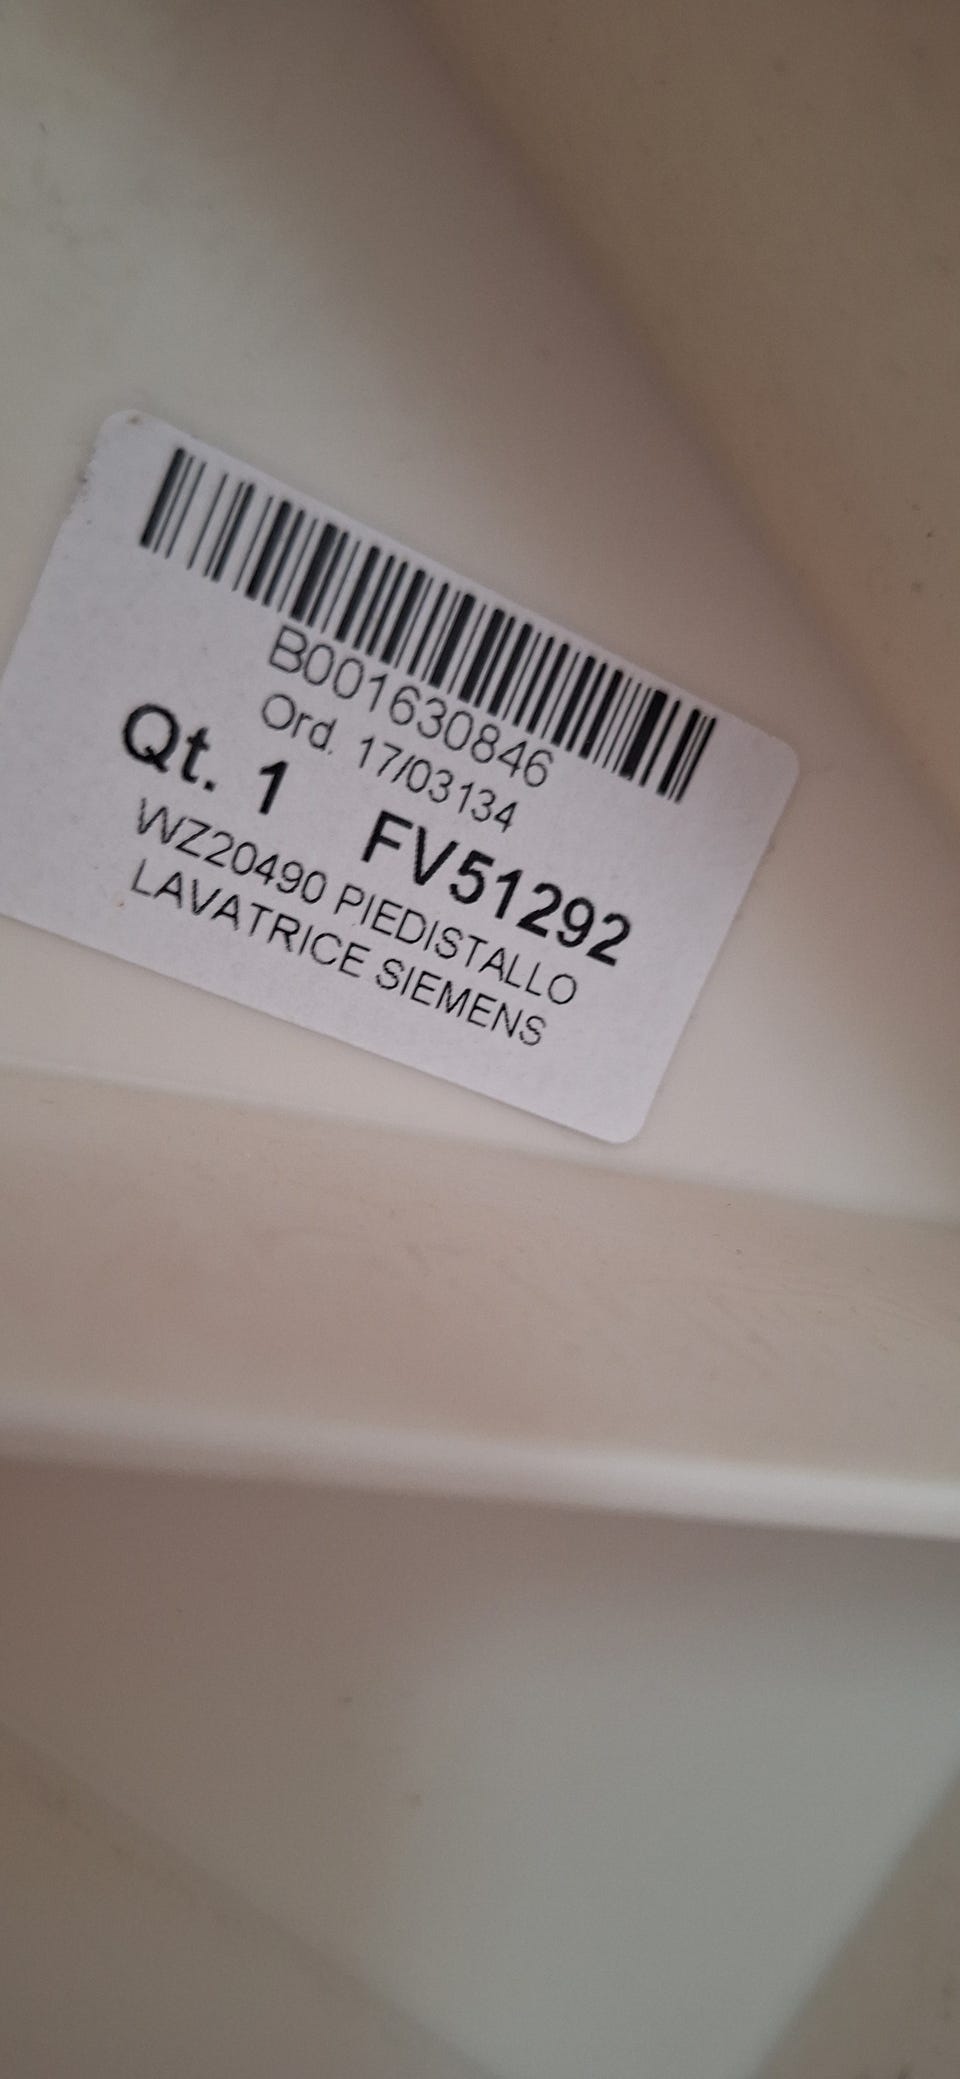 B001630846
Ord. 17/03134
Qt. 1 FV51292
WZ20490 PIEDISTALLO
LAVATRICE SIEMENS